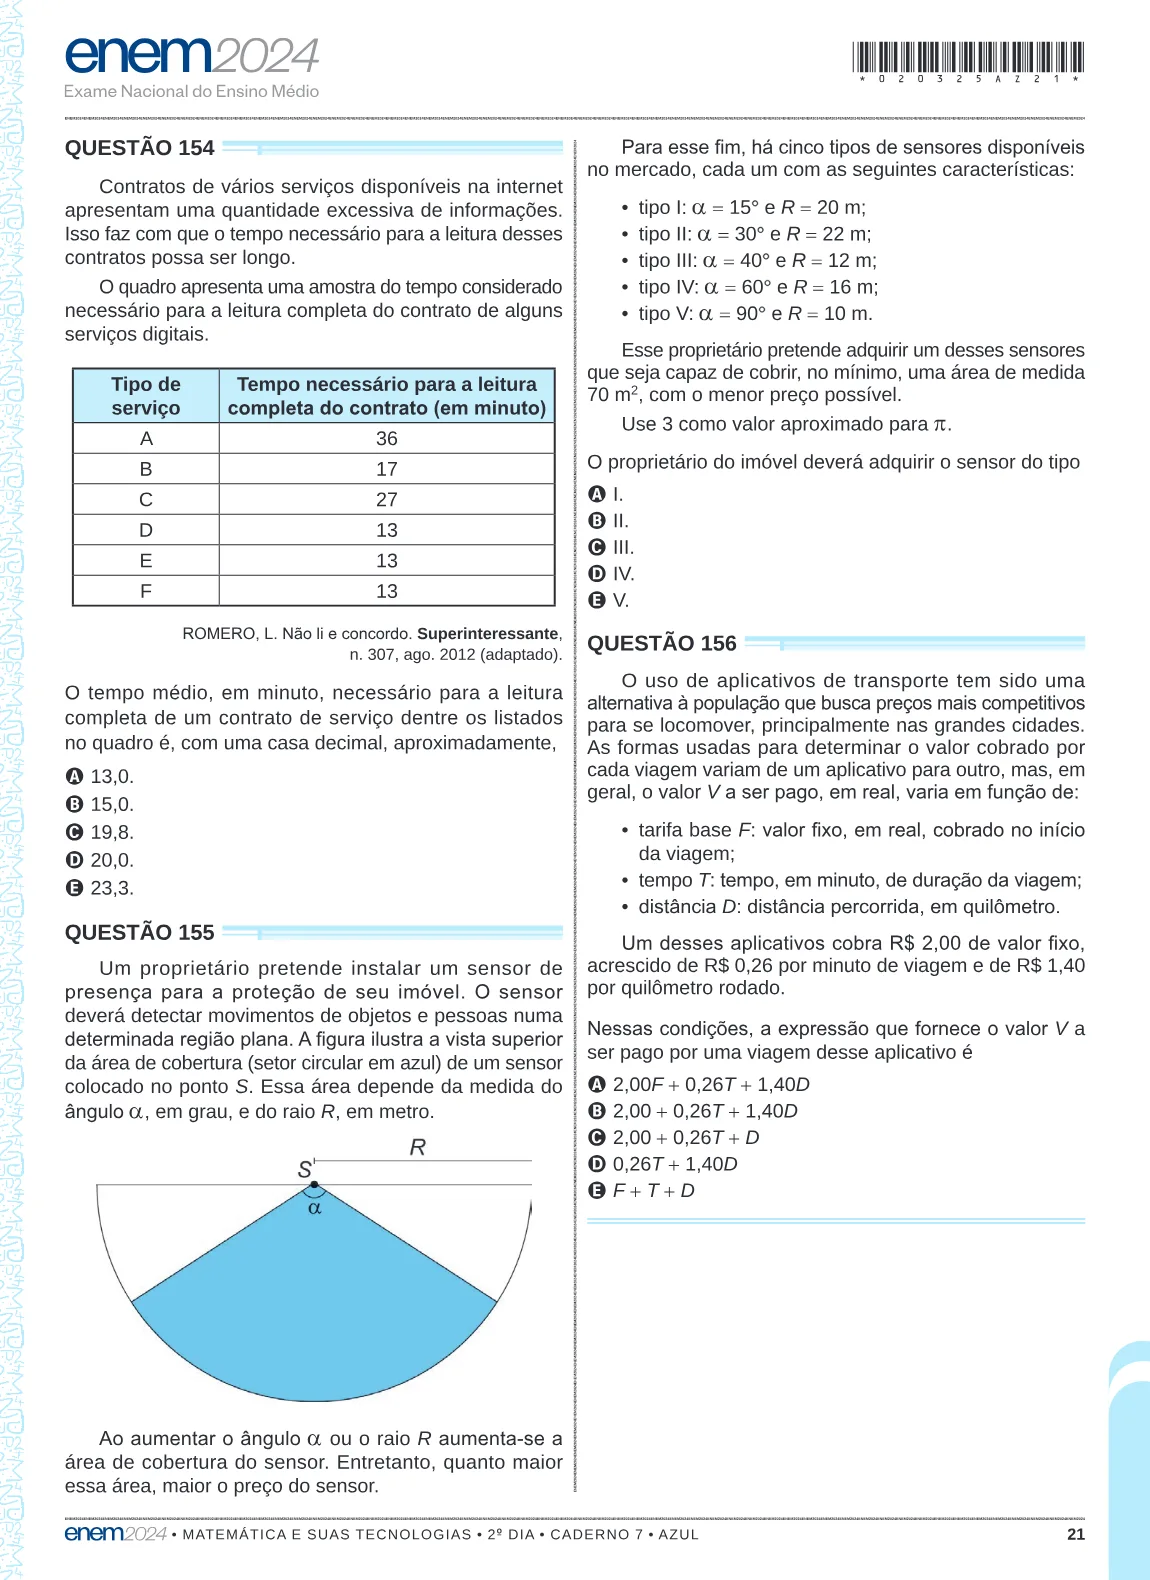 enem2024
Exame Nacional do Ensino Médio
*020325AZ21*
QUESTÃO 154
Contratos de vários serviços disponíveis na internet
apresentam uma quantidade excessiva de informações.
Isso faz com que o tempo necessário para a leitura desses
contratos possa ser longo.
O quadro apresenta uma amostra do tempo considerado
necessário para a leitura completa do contrato de alguns
serviços digitais.
Tipo de serviço | Tempo necessário para a leitura completa do contrato (em minuto)
A 36
B 17
C 27
D 13
E 13
F 13
ROMERO, L. Não li e concordo. Superinteressante,
n. 307, ago. 2012 (adaptado).
O tempo médio, em minuto, necessário para a leitura
completa de um contrato de serviço dentre os listados
no quadro é, com uma casa decimal, aproximadamente,
A 13,0.
B 15,0.
C 19,8.
D 20,0.
E 23,3.
QUESTÃO 155
Um proprietário pretende instalar um sensor de
presença para a proteção de seu imóvel. O sensor
deverá detectar movimentos de objetos e pessoas numa
determinada região plana. A figura ilustra a vista superior
da área de cobertura (setor circular em azul) de um sensor
colocado no ponto S. Essa área depende da medida do
ângulo α, em grau, e do raio R, em metro.
R
S
α
Ao aumentar o ângulo α ou o raio R aumenta-se a
área de cobertura do sensor. Entretanto, quanto maior
essa área, maior o preço do sensor.
Para esse fim, há cinco tipos de sensores disponíveis
no mercado, cada um com as seguintes características:
• tipo I: α = 15° e R = 20 m;
• tipo II: α = 30° e R = 22 m;
• tipo III: α = 40° e R = 12 m;
• tipo IV: α = 60° e R = 16 m;
• tipo V: α = 90° e R = 10 m.
Esse proprietário pretende adquirir um desses sensores
que seja capaz de cobrir, no mínimo, uma área de medida
70 m², com o menor preço possível.
Use 3 como valor aproximado para π.
O proprietário do imóvel deverá adquirir o sensor do tipo
A I.
B II.
C III.
D IV.
E V.
QUESTÃO 156
O uso de aplicativos de transporte tem sido uma
alternativa à população que busca preços mais competitivos
para se locomover, principalmente nas grandes cidades.
As formas usadas para determinar o valor cobrado por
cada viagem variam de um aplicativo para outro, mas, em
geral, o valor V a ser pago, em real, varia em função de:
• tarifa base F: valor fixo, em real, cobrado no início
da viagem;
• tempo T: tempo, em minuto, de duração da viagem;
• distância D: distância percorrida, em quilômetro.
Um desses aplicativos cobra R$ 2,00 de valor fixo,
acrescido de R$ 0,26 por minuto de viagem e de R$ 1,40
por quilômetro rodado.
Nessas condições, a expressão que fornece o valor V a
ser pago por uma viagem desse aplicativo é
A 2,00F + 0,26T + 1,40D
B 2,00 + 0,26T + 1,40D
C 2,00 + 0,26T + D
D 0,26T + 1,40D
E F + T + D
enem2024 • MATEMÁTICA E SUAS TECNOLOGIAS • 2º DIA • CADERNO 7 • AZUL
21